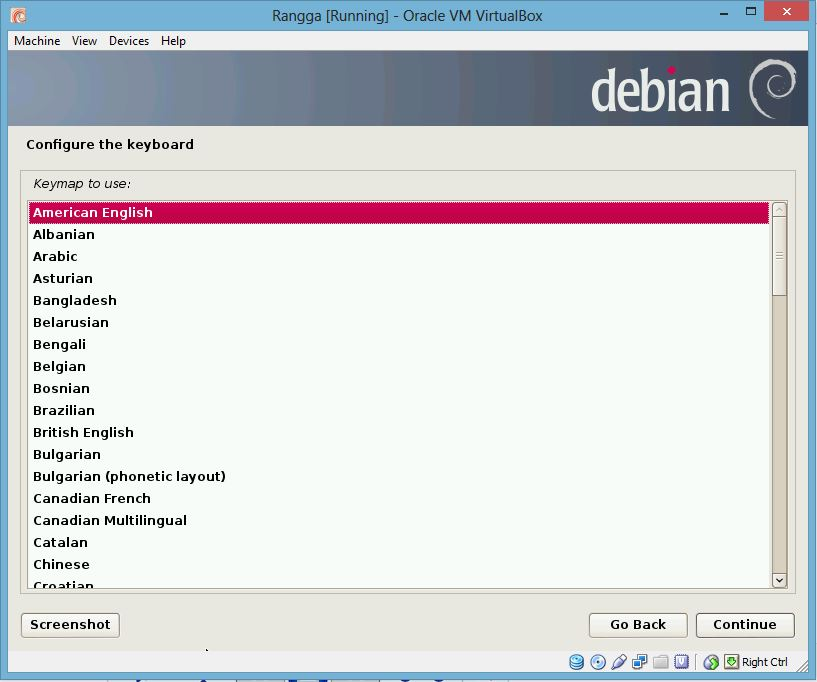 Rangga [Running] - Oracle VM VirtualBox
Machine View Devices Help
debian
Configure the keyboard
Keymap to use:
American English
Albanian
Arabic
Asturian
Bangladesh
Belarusian
Bengali
Belgian
Bosnian
Brazilian
British English
Bulgarian
Bulgarian (phonetic layout)
Canadian French
Canadian Multilingual
Catalan
Chinese
Croatian
Screenshot Go Back Continue
Right Ctrl